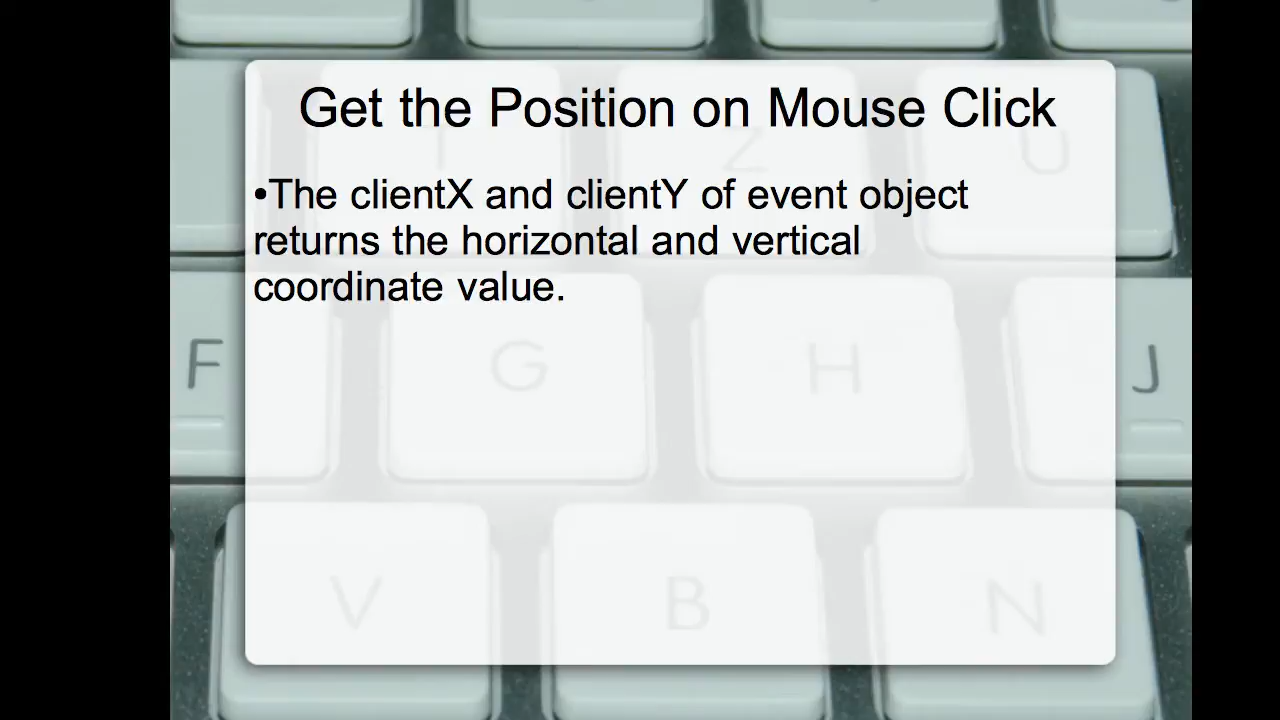 Get the Position on Mouse Click
•The clientX and clientY of event object
returns the horizontal and vertical
coordinate value.
T Z U
F G H J
V B N